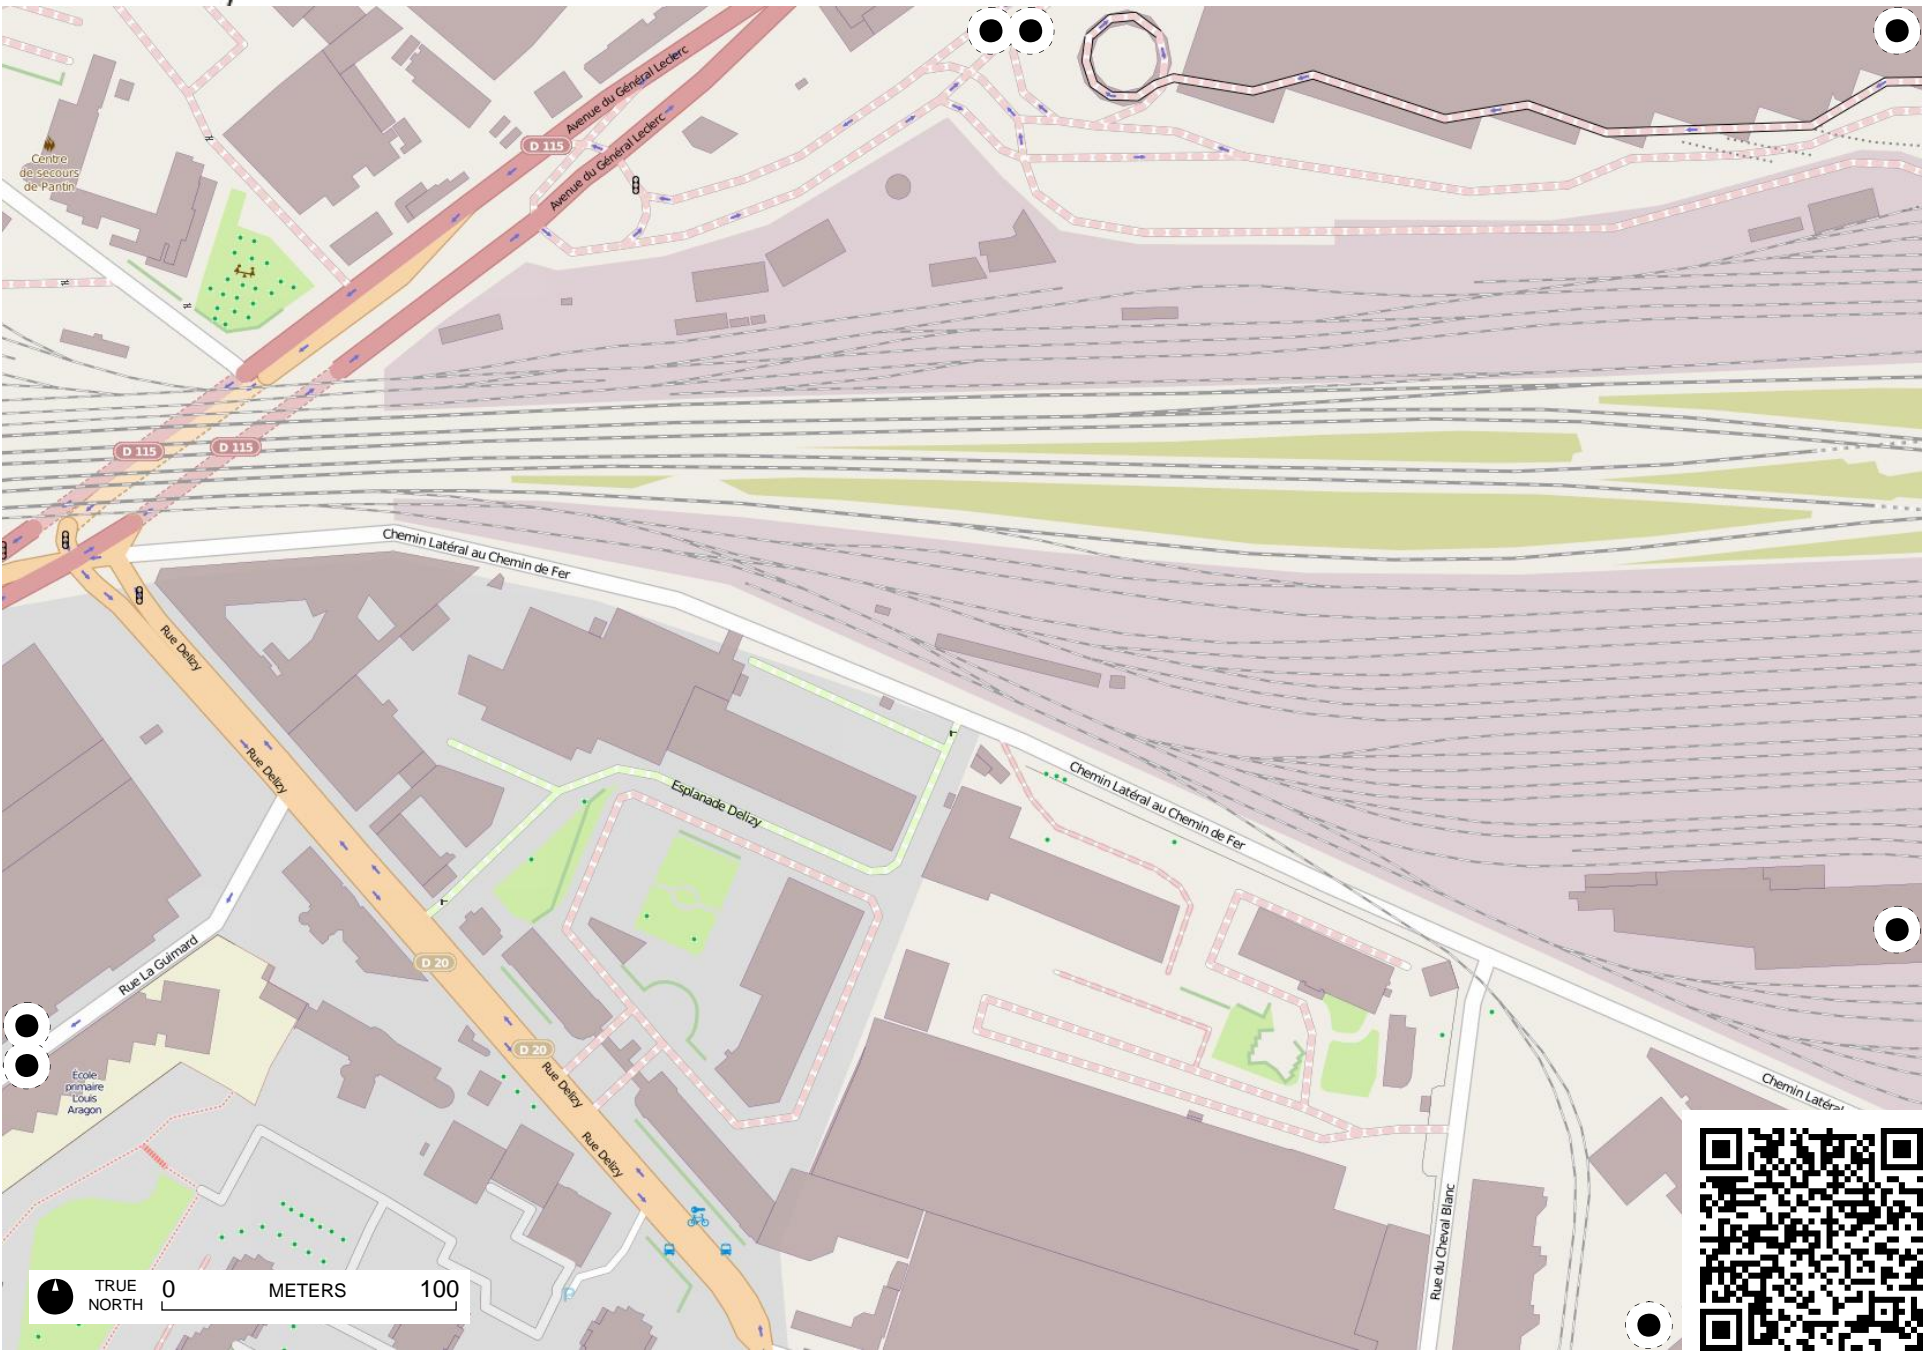 Avenue du Général Leclerc
D 115
Avenue du Général Leclerc
Centre
de secours
de Pantin
D 115
D 115
Chemin Latéral au Chemin de Fer
Rue Delizy
Rue Delizy
Esplanade Delizy
Chemin Latéral au Chemin de Fer
D 20
Rue La Guimard
D 20
Rue Delizy
École
primaire
Louis
Aragon
Chemin Latéral
Rue Delizy
Rue du Cheval Blanc
TRUE
NORTH
0 METERS 100